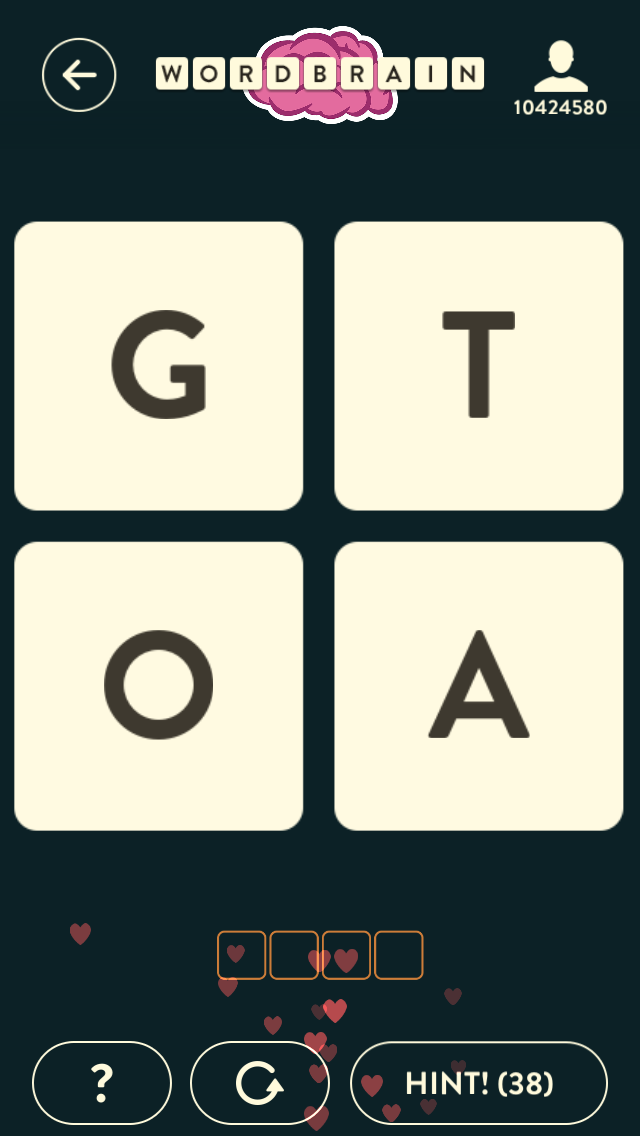 WORDBRAIN
10424580
G T
O A
? HINT! (38)